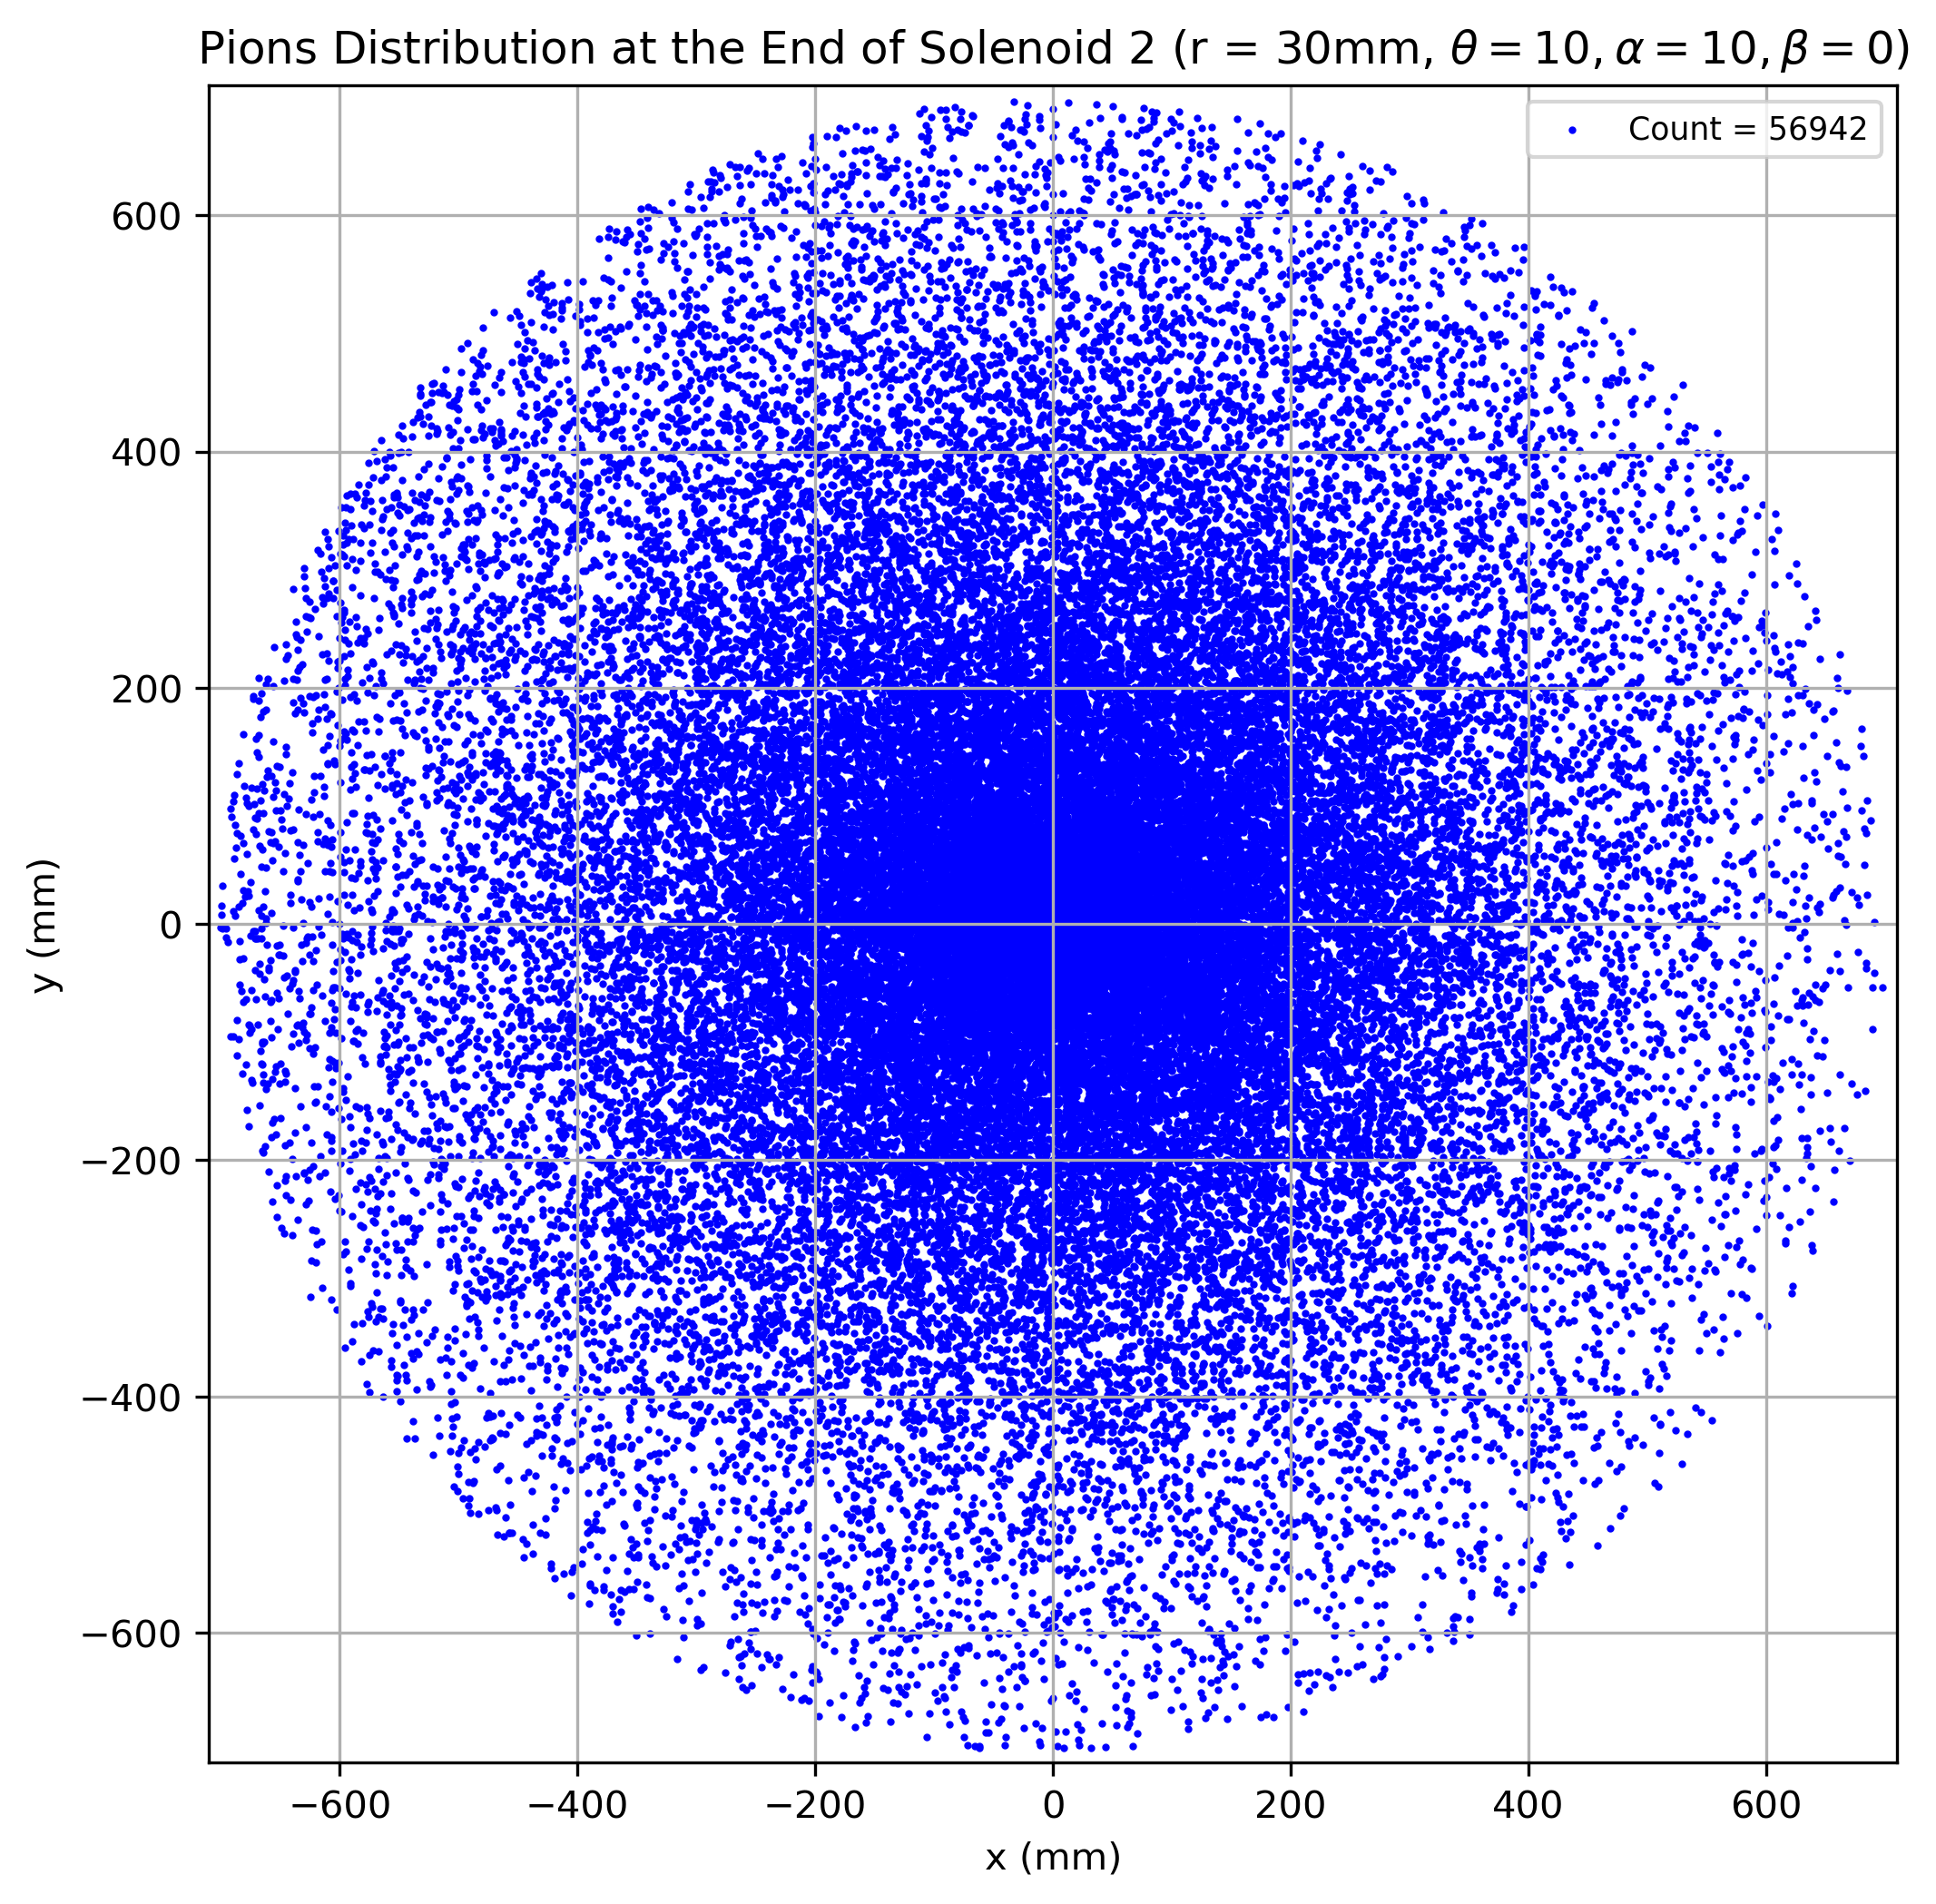 Pions Distribution at the End of Solenoid 2 (r = 30mm, θ = 10, α = 10, β = 0)
Count = 56942
600
400
200
0
−200
−400
−600
y (mm)
−600 −400 −200 0 200 400 600
x (mm)